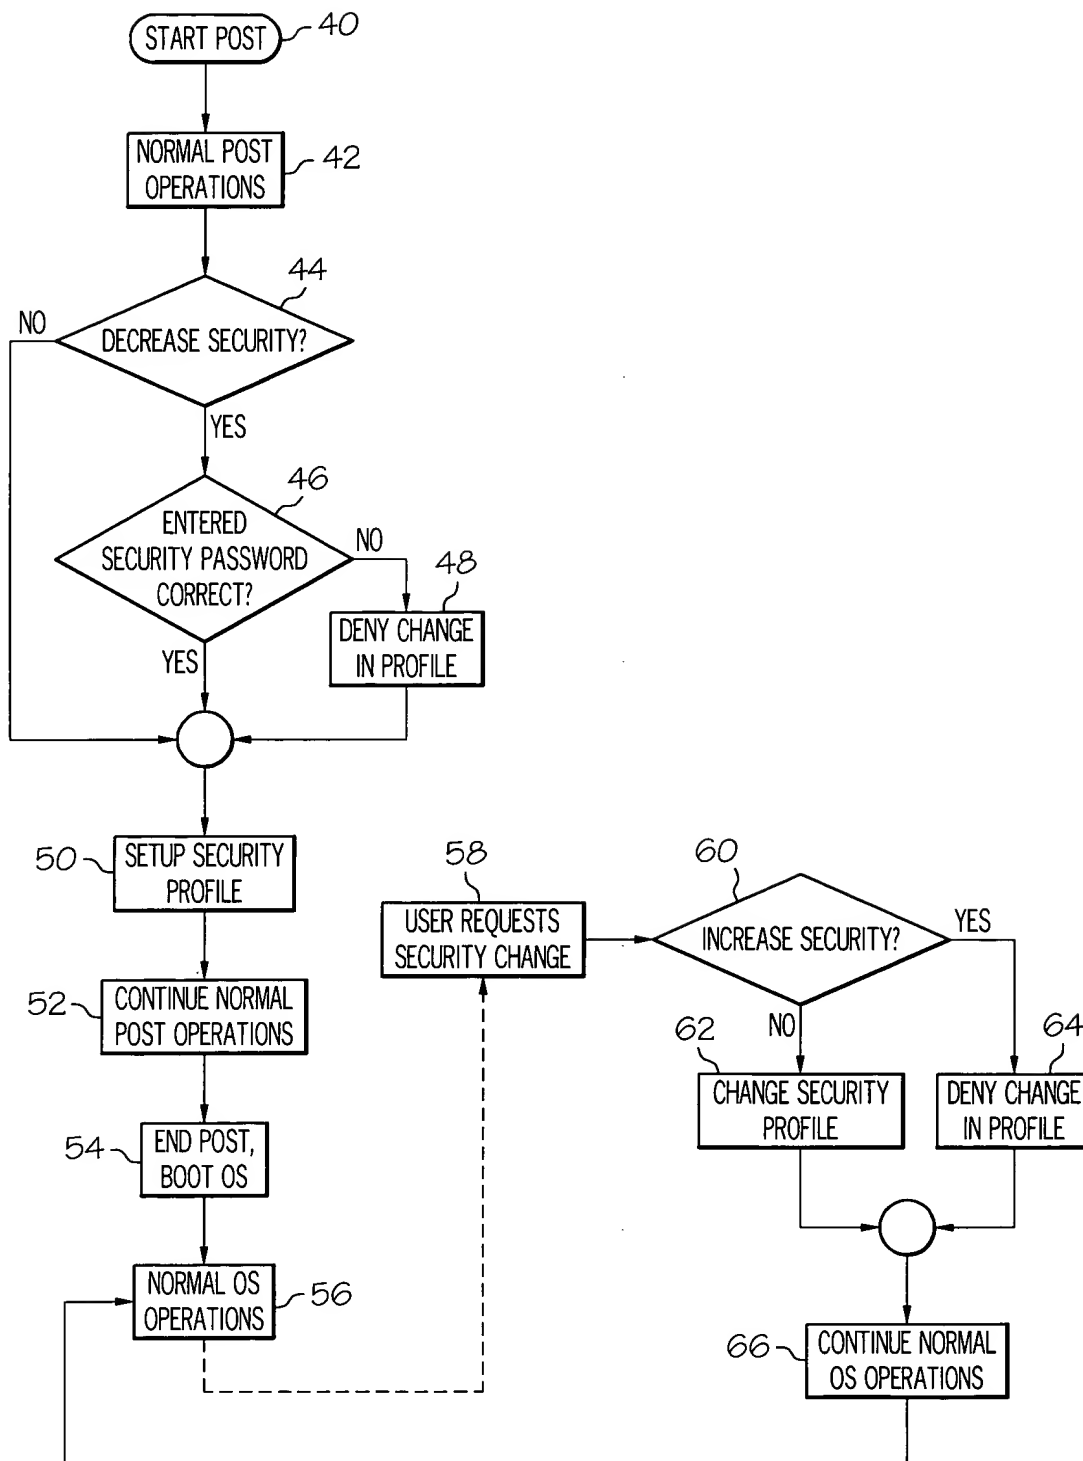 START POST
40
NORMAL POST
OPERATIONS
42
44
NO
DECREASE SECURITY?
YES
46
ENTERED
SECURITY PASSWORD
CORRECT?
NO
48
DENY CHANGE
IN PROFILE
YES
50
SETUP SECURITY
PROFILE
52
CONTINUE NORMAL
POST OPERATIONS
54
END POST,
BOOT OS
NORMAL OS
OPERATIONS
56
58
USER REQUESTS
SECURITY CHANGE
60
INCREASE SECURITY?
YES
NO
62
CHANGE SECURITY
PROFILE
64
DENY CHANGE
IN PROFILE
66
CONTINUE NORMAL
OS OPERATIONS